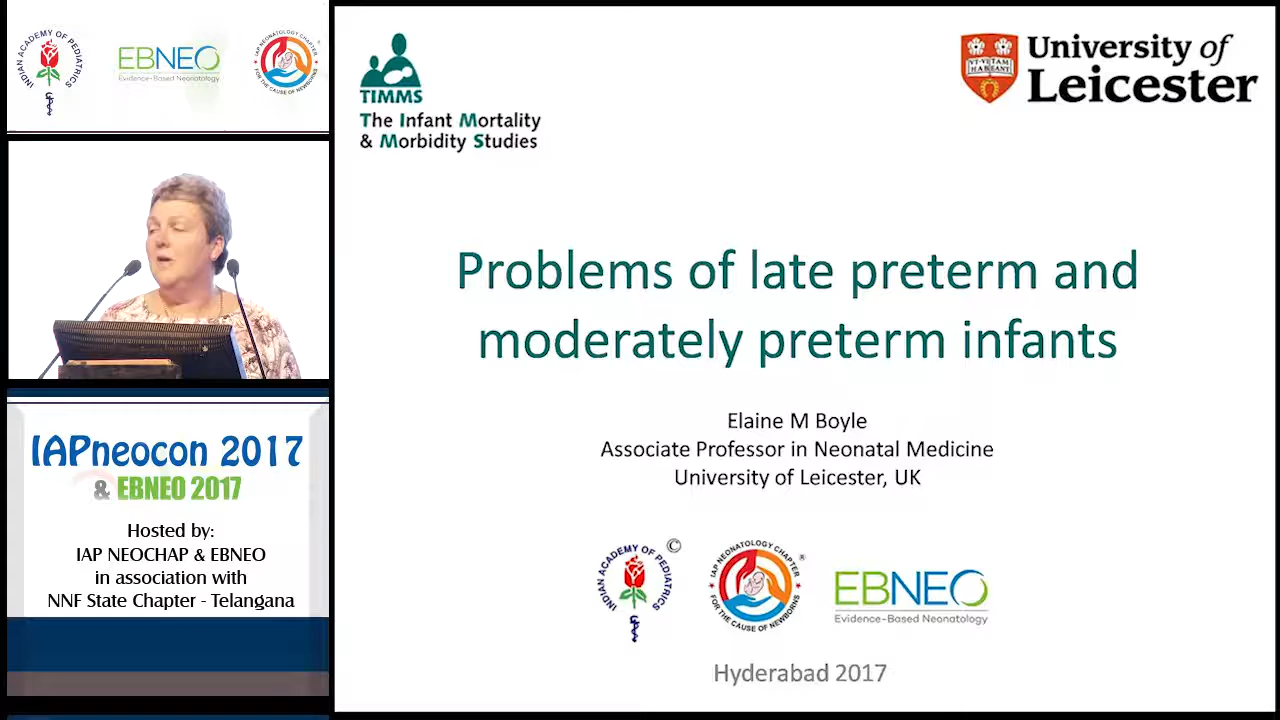 INDIAN ACADEMY OF PEDIATRICS
EBNEO
Evidence-Based Neonatology
IAP NEONATOLOGY CHAPTER
FOR THE CAUSE OF NEWBORNS
IAPneocon 2017
& EBNEO 2017
Hosted by:
IAP NEOCHAP & EBNEO
in association with
NNF State Chapter - Telangana
TIMMS
The Infant Mortality
& Morbidity Studies
VT VITAM
HABEANT
University of
Leicester
Problems of late preterm and
moderately preterm infants
Elaine M Boyle
Associate Professor in Neonatal Medicine
University of Leicester, UK
INDIAN ACADEMY OF PEDIATRICS
©
IAP NEONATOLOGY CHAPTER
FOR THE CAUSE OF NEWBORNS
®
EBNEO
Evidence-Based Neonatology
Hyderabad 2017